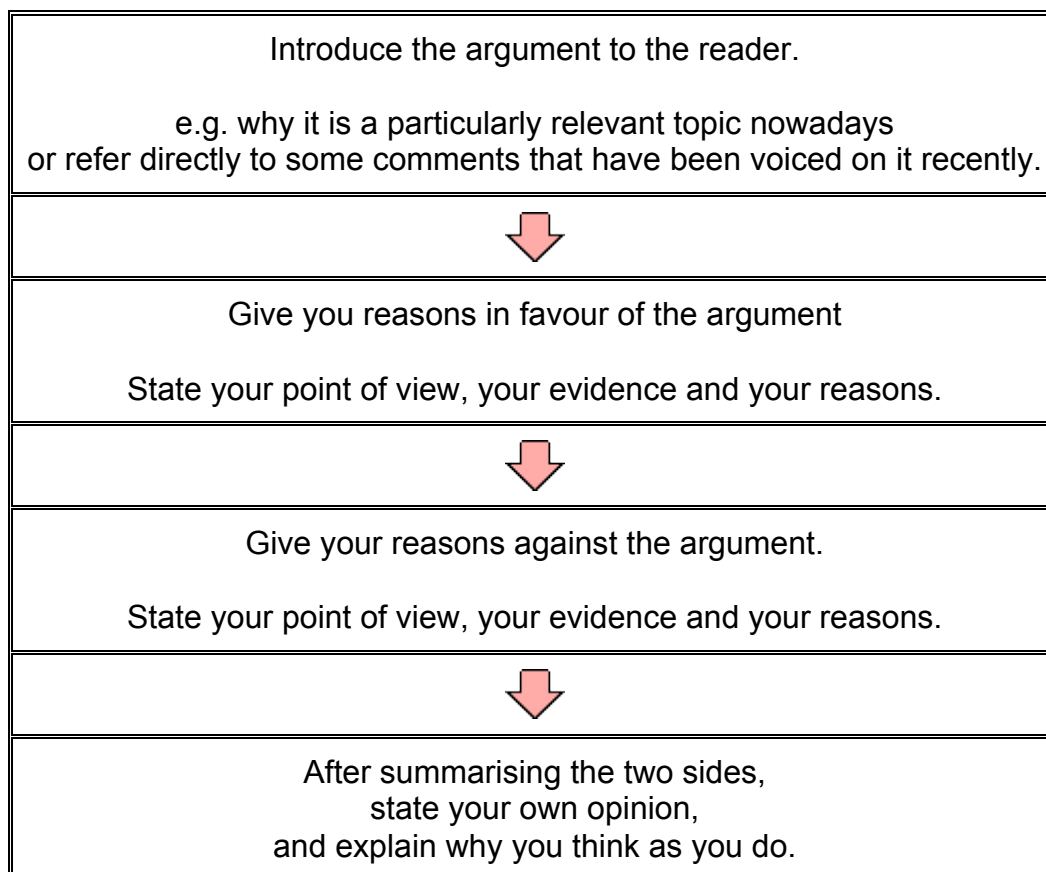 Introduce the argument to the reader.
e.g. why it is a particularly relevant topic nowadays
or refer directly to some comments that have been voiced on it recently.
Give you reasons in favour of the argument
State your point of view, your evidence and your reasons.
Give your reasons against the argument.
State your point of view, your evidence and your reasons.
After summarising the two sides,
state your own opinion,
and explain why you think as you do.